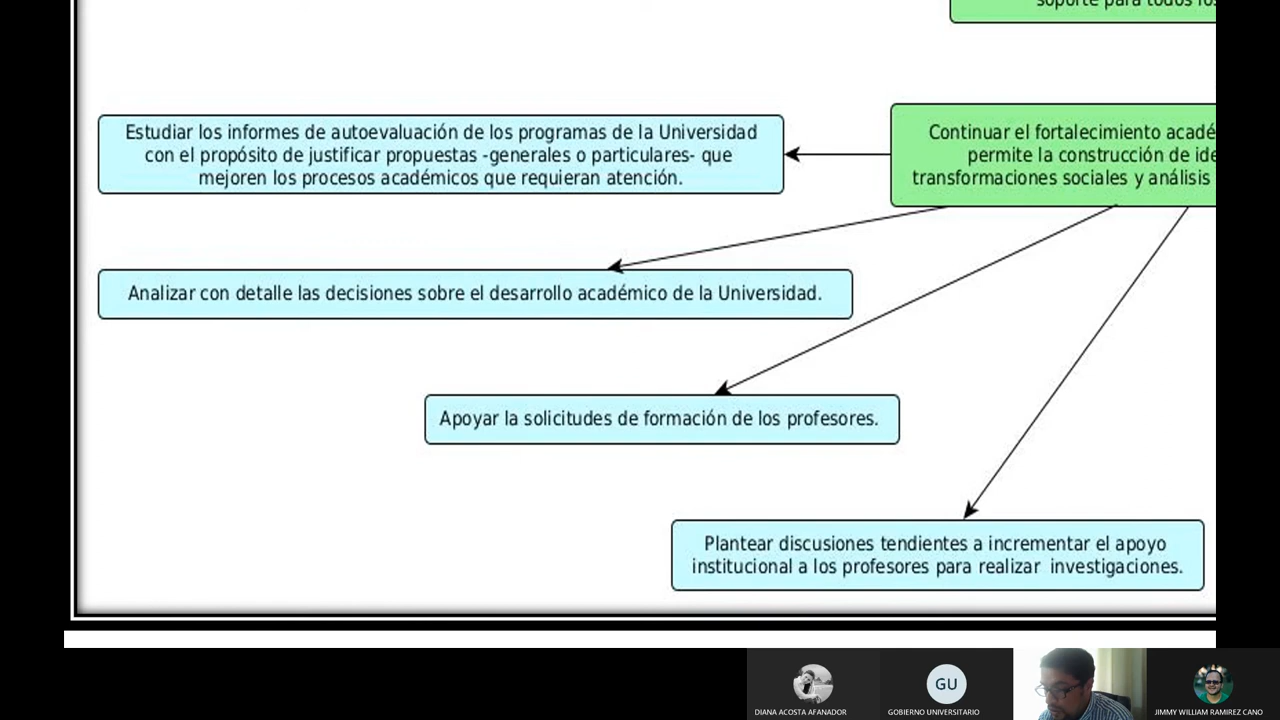 soporte para todos
Estudiar los informes de autoevaluación de los programas de la Universidad
con el propósito de justificar propuestas -generales o particulares- que
mejoren los procesos académicos que requieran atención.
Continuar el fortalecimiento
permite la construcción de
transformaciones sociales y análisis
Analizar con detalle las decisiones sobre el desarrollo académico de la Universidad.
Apoyar la solicitudes de formación de los profesores.
Plantear discusiones tendientes a incrementar el apoyo
institucional a los profesores para realizar investigaciones.
GU
DIANA ACOSTA AFANADOR
GOBIERNO UNIVERSITARIO
JIMMY WILLIAM RAMIREZ CANO